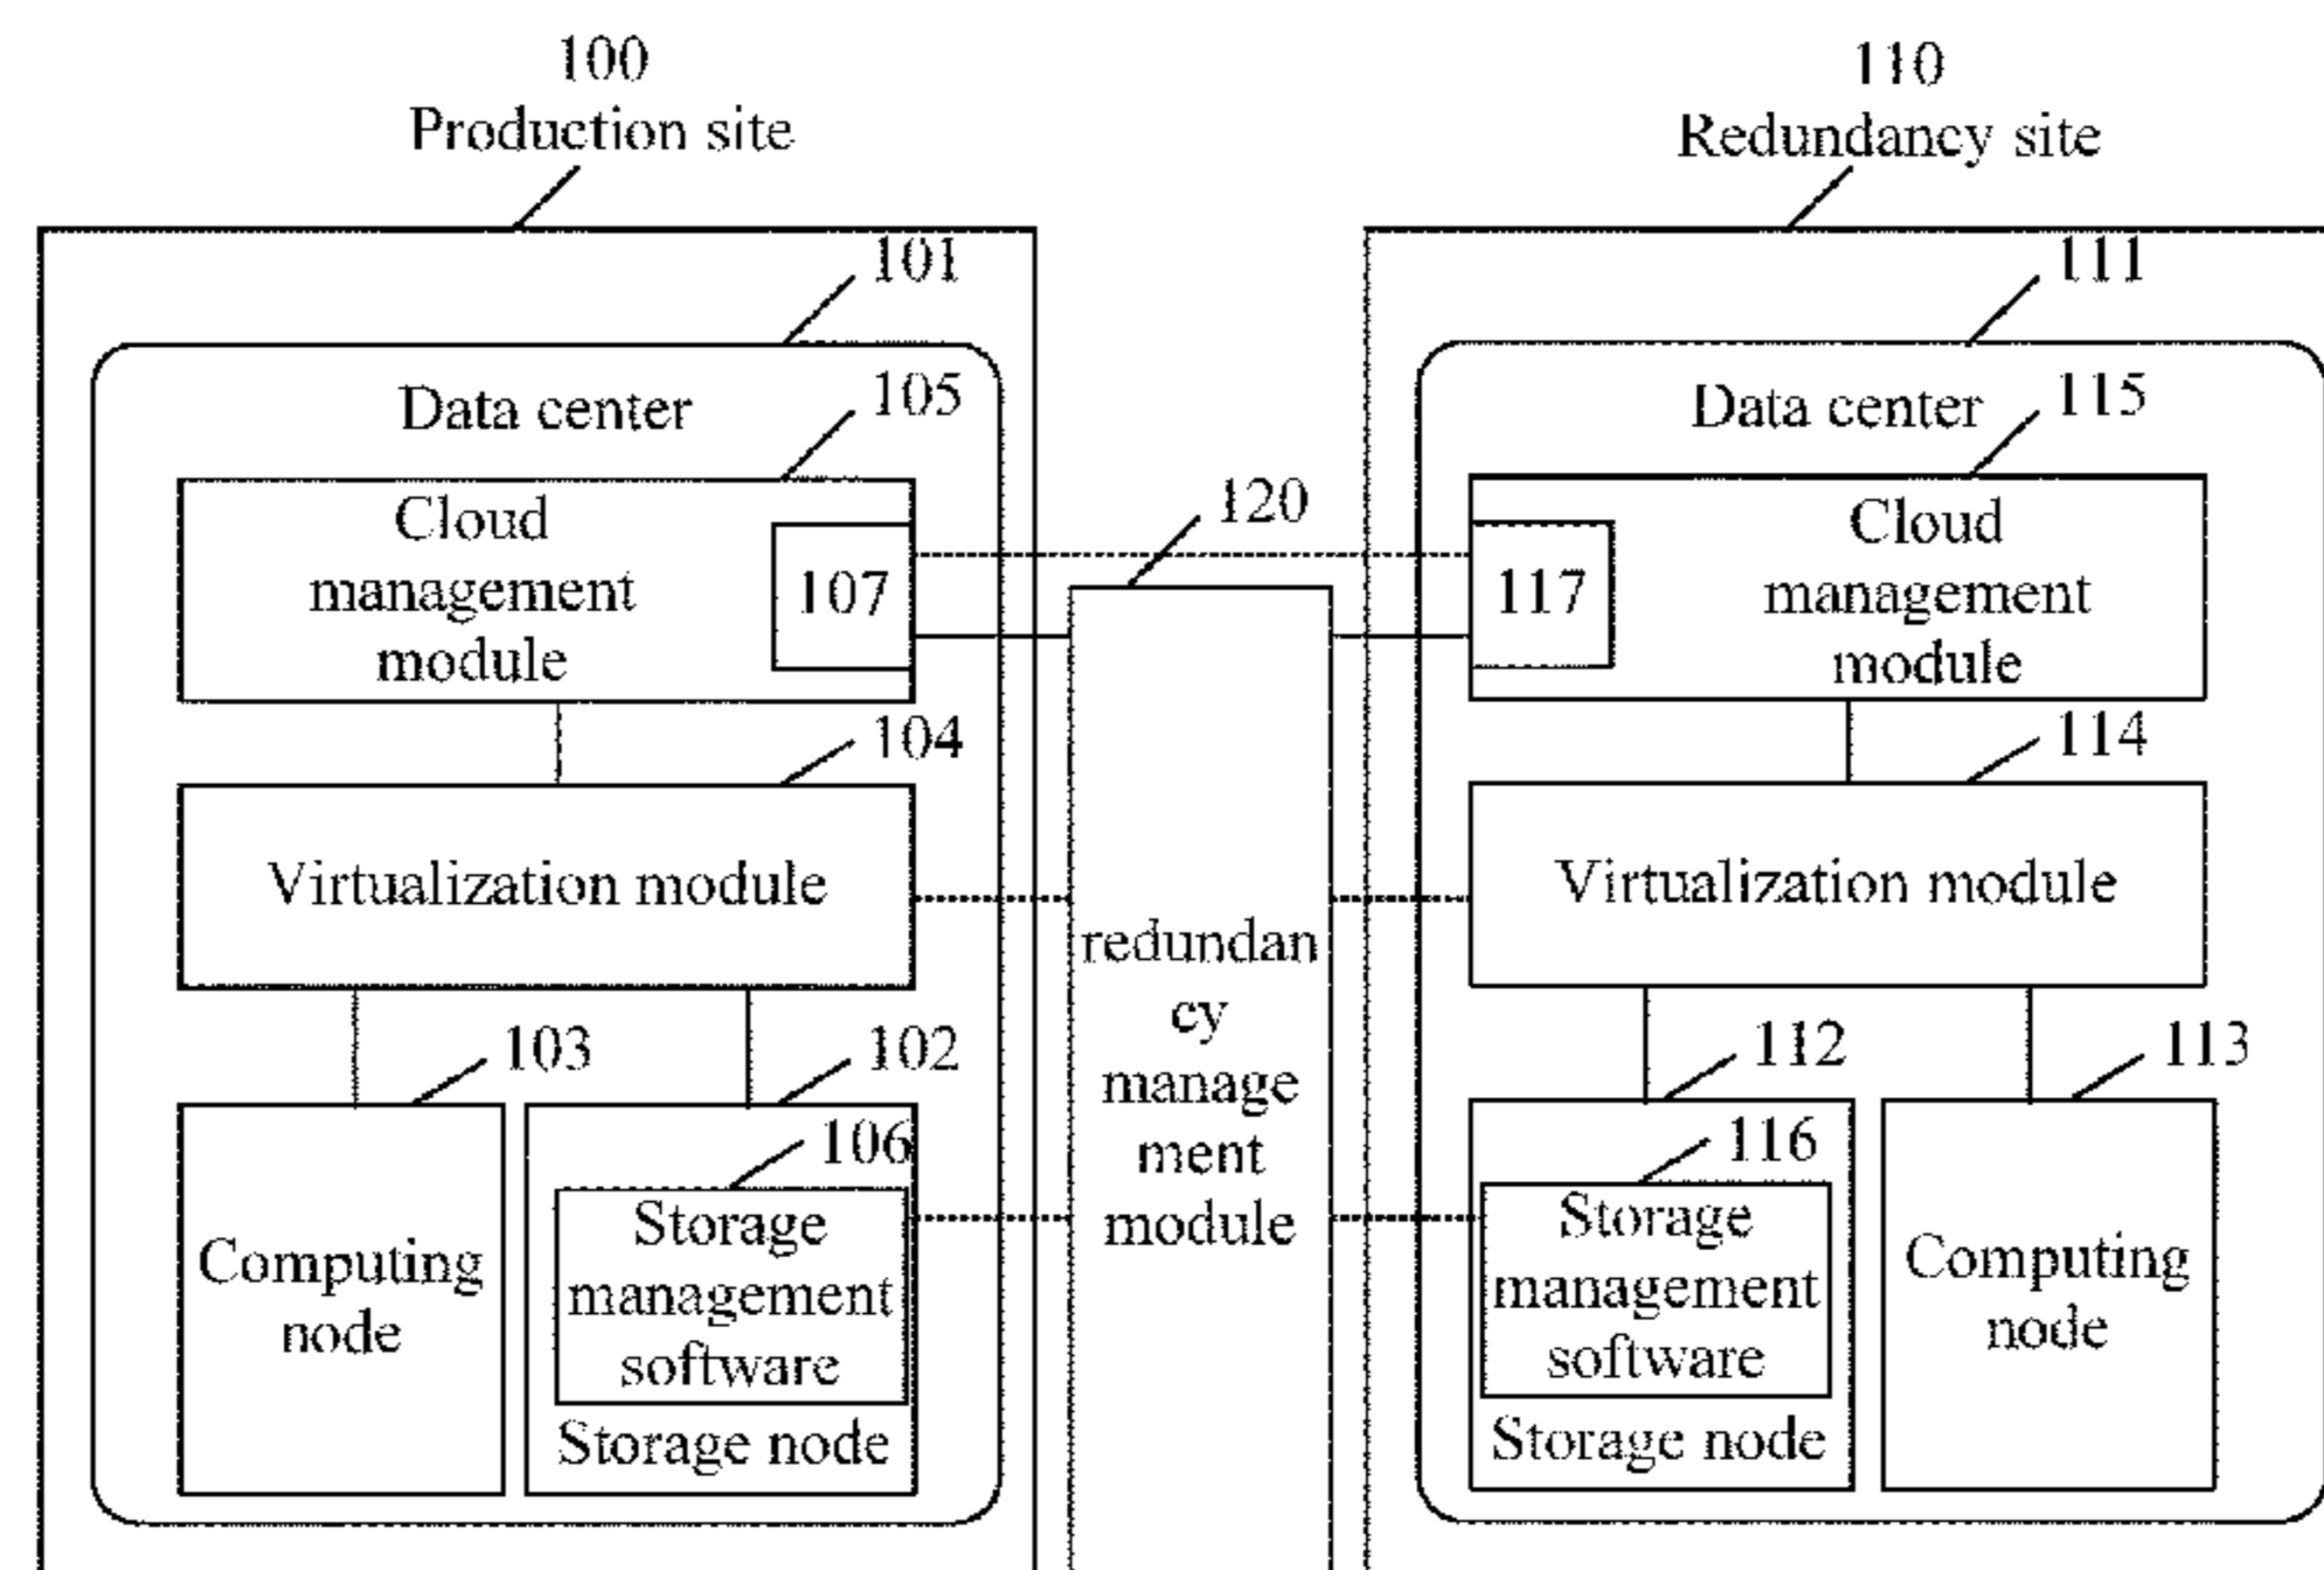 100
Production site
110
Redundancy site
101
111
Data center
105
Data center
115
Cloud
management
module
107
120
117
Cloud
management
module
104
114
Virtualization module
Virtualization module
redundan
cy
manage
ment
module
103
102
112
113
106
116
Computing
node
Storage
management
software
Storage node
Storage
management
software
Storage node
Computing
node